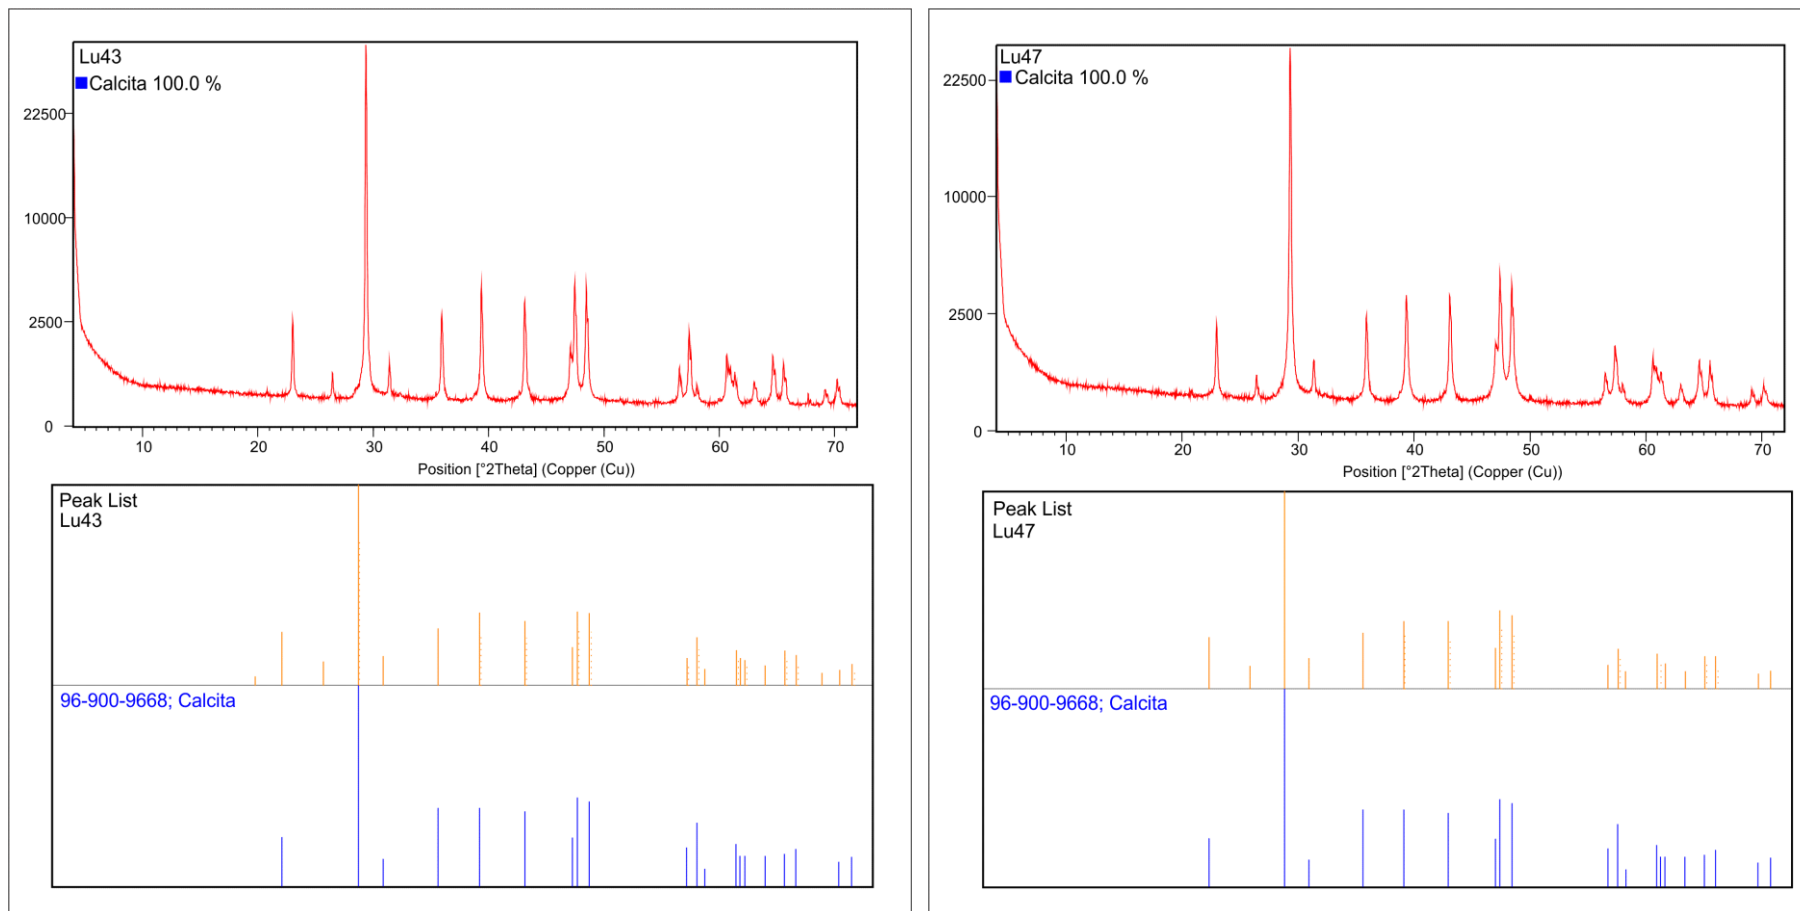 Lu43
Calcita 100.0 %
22500
10000
2500
0
10 20 30 40 50 60 70
Position [°2Theta] (Copper (Cu))
Peak List
Lu43
96-900-9668; Calcita
Lu47
Calcita 100.0 %
22500
10000
2500
0
10 20 30 40 50 60 70
Position [°2Theta] (Copper (Cu))
Peak List
Lu47
96-900-9668; Calcita